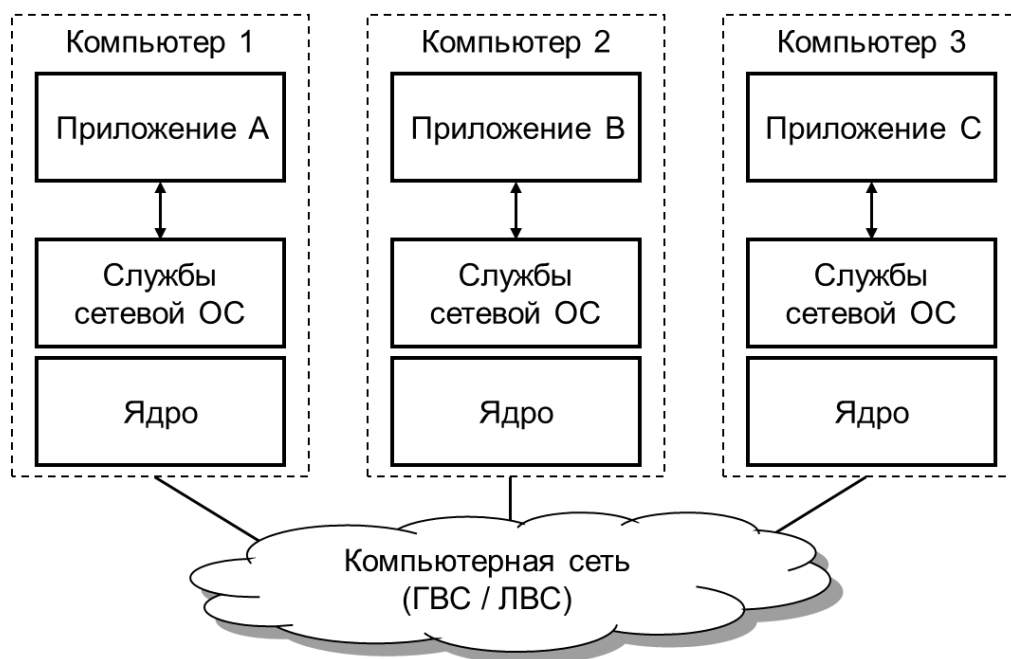 Компьютер 1
Компьютер 2
Компьютер 3
Приложение A
Приложение B
Приложение C
Службы
сетевой ОС
Службы
сетевой ОС
Службы
сетевой ОС
Ядро
Ядро
Ядро
Компьютерная сеть
(ГВС / ЛВС)